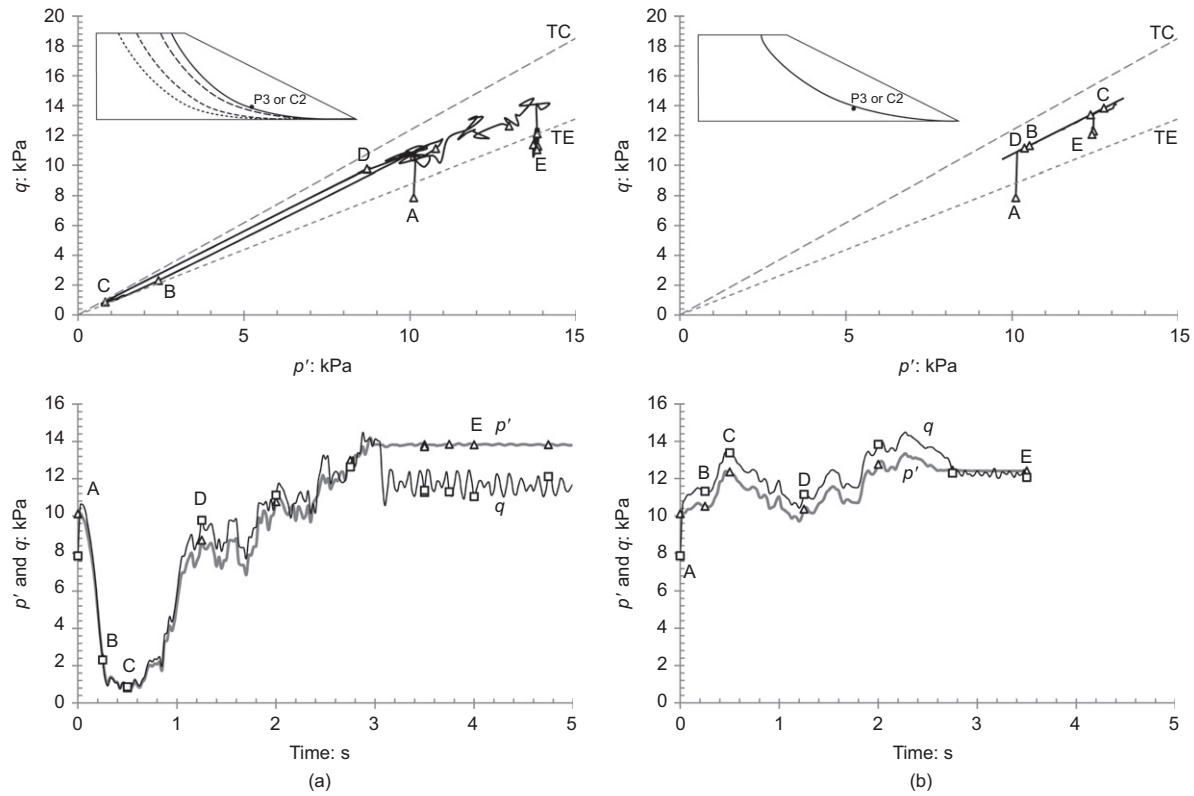 20
18
16
14
12
10
8
6
4
2
0
q: kPa
P3 or C2
TC
TE
D
E
A
C
B
0
5
10
15
p′: kPa
20
18
16
14
12
10
8
6
4
2
0
q: kPa
P3 or C2
TC
TE
C
D B
E
A
0
5
10
15
p′: kPa
16
14
12
10
8
6
4
2
0
p′ and q: kPa
A
E p′
D
q
B
C
0
1
2
3
4
5
Time: s
(a)
16
14
12
10
8
6
4
2
0
p′ and q: kPa
q
C
B
p′
E
D
A
0
1
2
3
4
5
Time: s
(b)